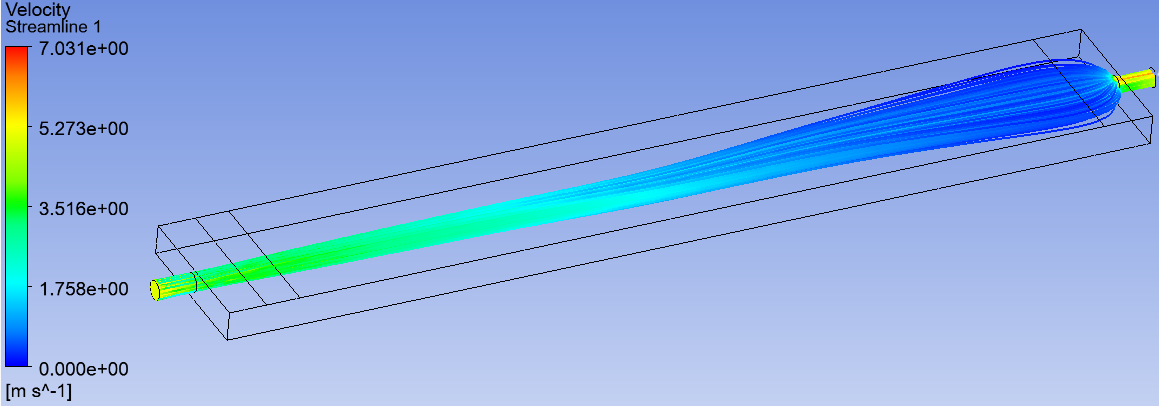 Velocity
Streamline 1
7.031e+00
5.273e+00
3.516e+00
1.758e+00
0.000e+00
[m s^-1]